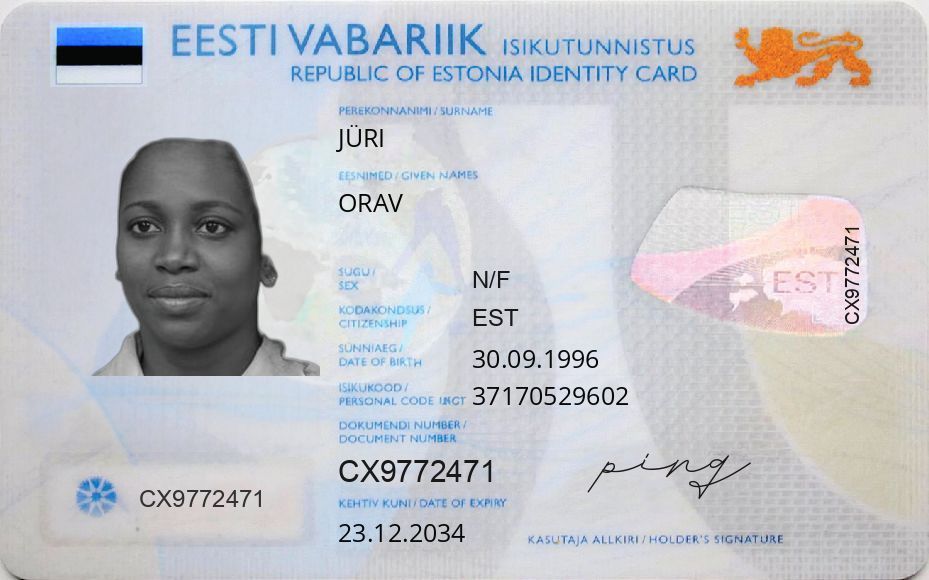 EESTI VABARIIK ISIKUTUNNISTUS
REPUBLIC OF ESTONIA IDENTITY CARD
PEREKONNANIMI / SURNAME
JÜRI
EESNIMED / GIVEN NAMES
ORAV
SUGU / SEX
N/F
KODAKONDSUS / CITIZENSHIP
EST
SÜNNIAEG / DATE OF BIRTH
30.09.1996
ISIKUKOOD / PERSONAL CODE
37170529602
DOKUMENDI NUMBER / DOCUMENT NUMBER
CX9772471
KEHTIV KUNI / DATE OF EXPIRY
23.12.2034
CX9772471
EST
CX9772471
ping
KASUTAJA ALLKIRI / HOLDER'S SIGNATURE